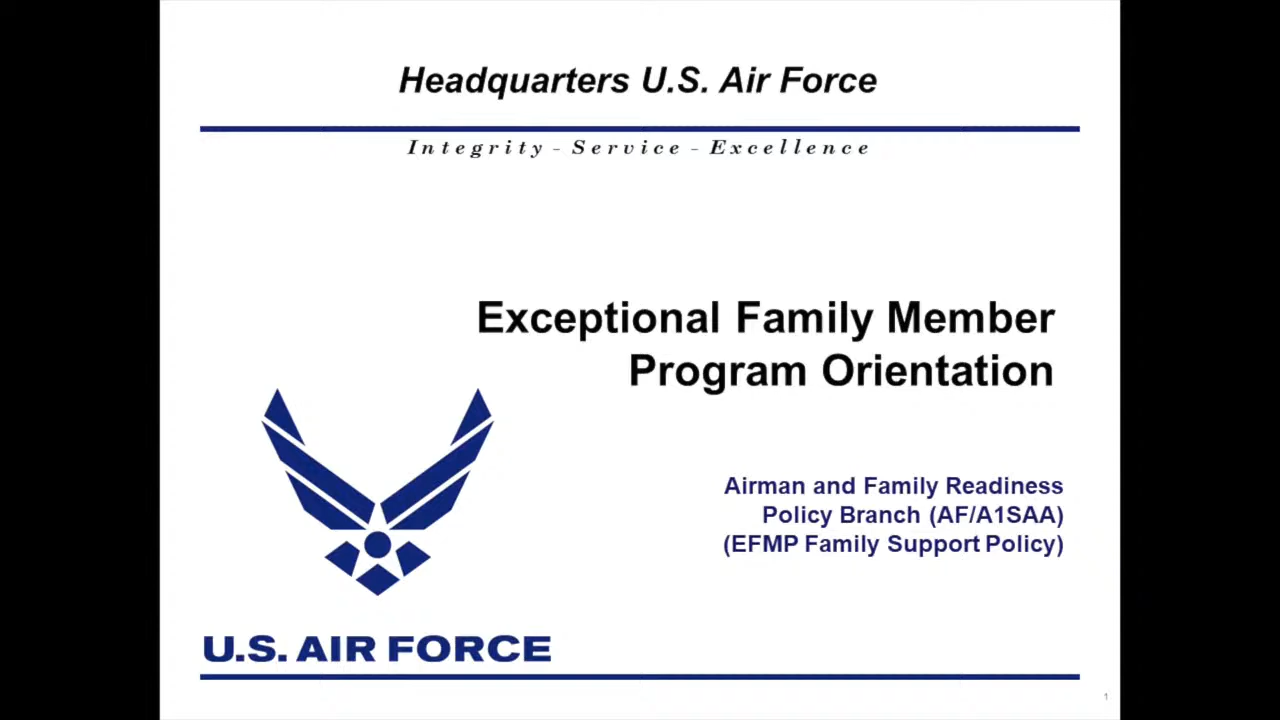 Headquarters U.S. Air Force
Integrity - Service - Excellence
Exceptional Family Member
Program Orientation
Airman and Family Readiness
Policy Branch (AF/A1SAA)
(EFMP Family Support Policy)
U.S. AIR FORCE
1